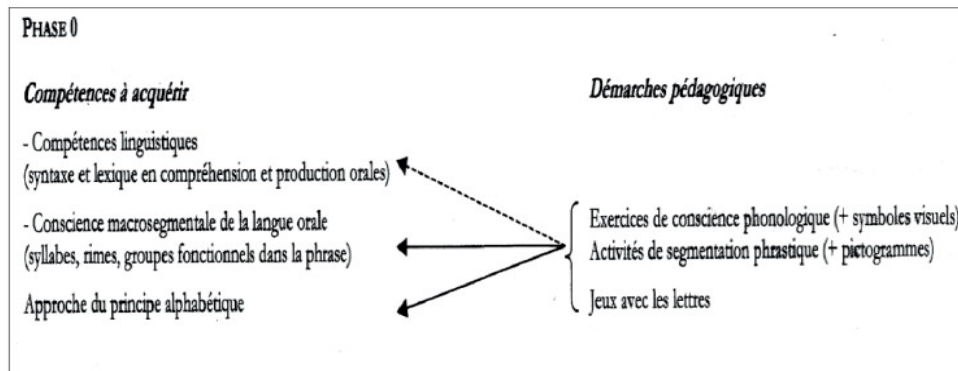 PHASE 0
Compétences à acquérir
- Compétences linguistiques
(syntaxe et lexique en compréhension et production orales)
- Conscience macrosegmentale de la langue orale
(syllabes, rimes, groupes fonctionnels dans la phrase)
Approche du principe alphabétique
Démarches pédagogiques
Exercices de conscience phonologique (+ symboles visuels)
Activités de segmentation phrastique (+ pictogrammes)
Jeux avec les lettres